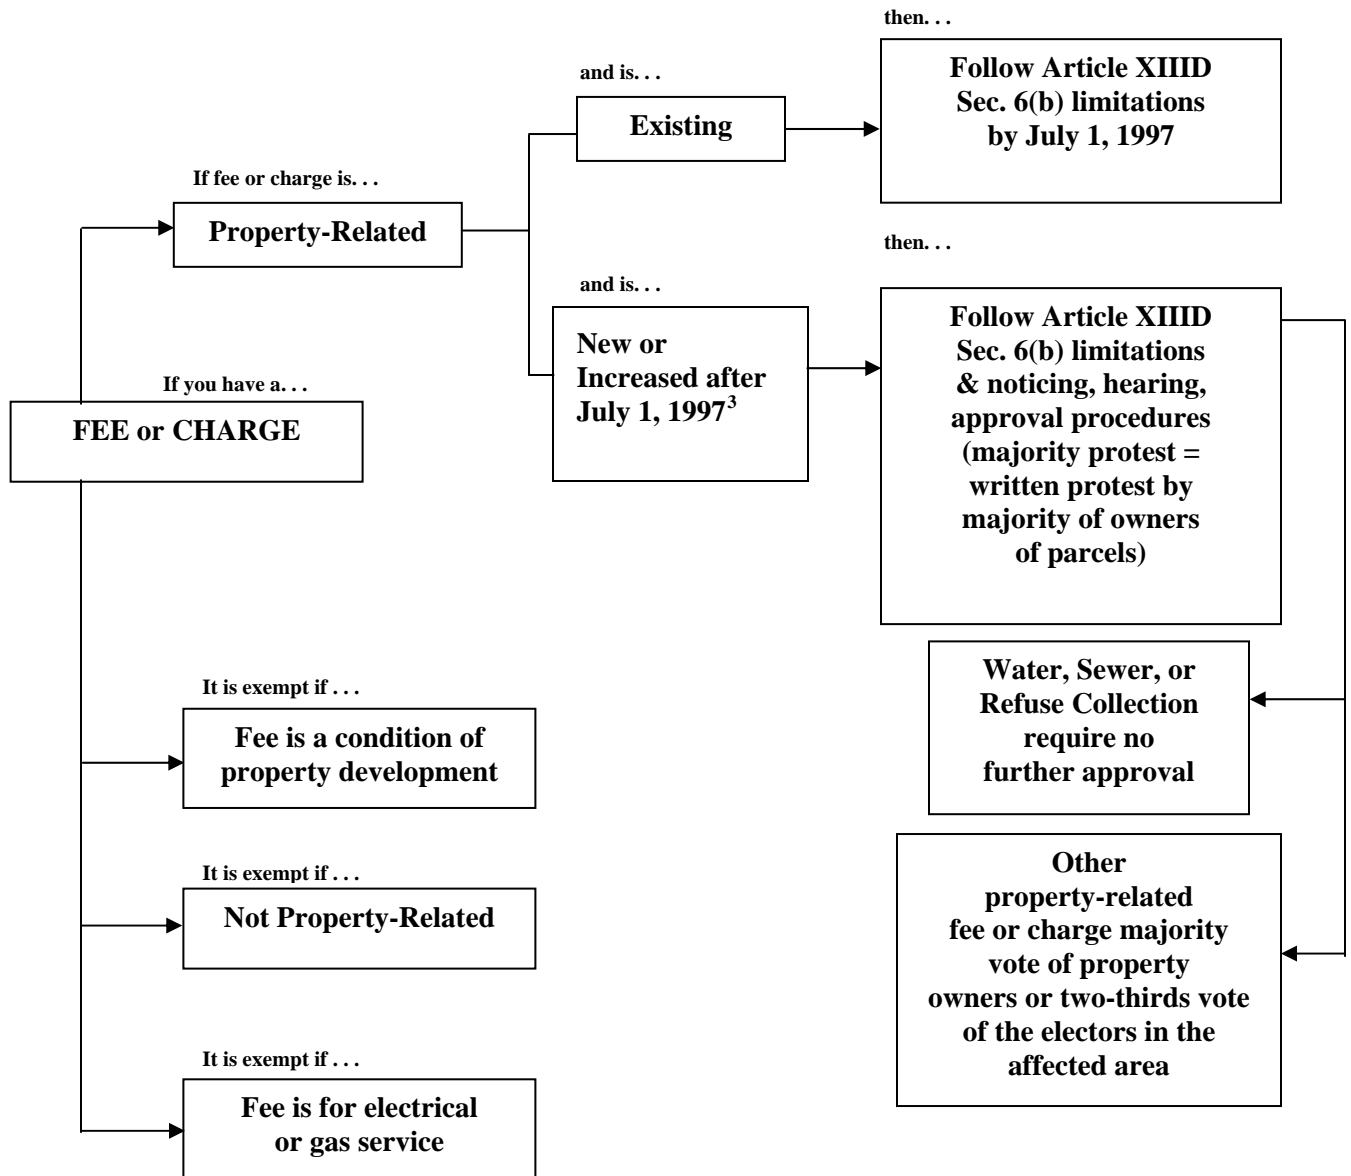 then. . .
Follow Article XIIID
Sec. 6(b) limitations
by July 1, 1997
and is. . .
Existing
If fee or charge is. . .
Property-Related
then. . .
and is. . .
New or
Increased after
July 1, 1997³
Follow Article XIIID
Sec. 6(b) limitations
& noticing, hearing,
approval procedures
(majority protest =
written protest by
majority of owners
of parcels)
If you have a. . .
FEE or CHARGE
Water, Sewer, or
Refuse Collection
require no
further approval
It is exempt if . . .
Fee is a condition of
property development
Other
property-related
fee or charge majority
vote of property
owners or two-thirds vote
of the electors in the
affected area
It is exempt if . . .
Not Property-Related
It is exempt if . . .
Fee is for electrical
or gas service